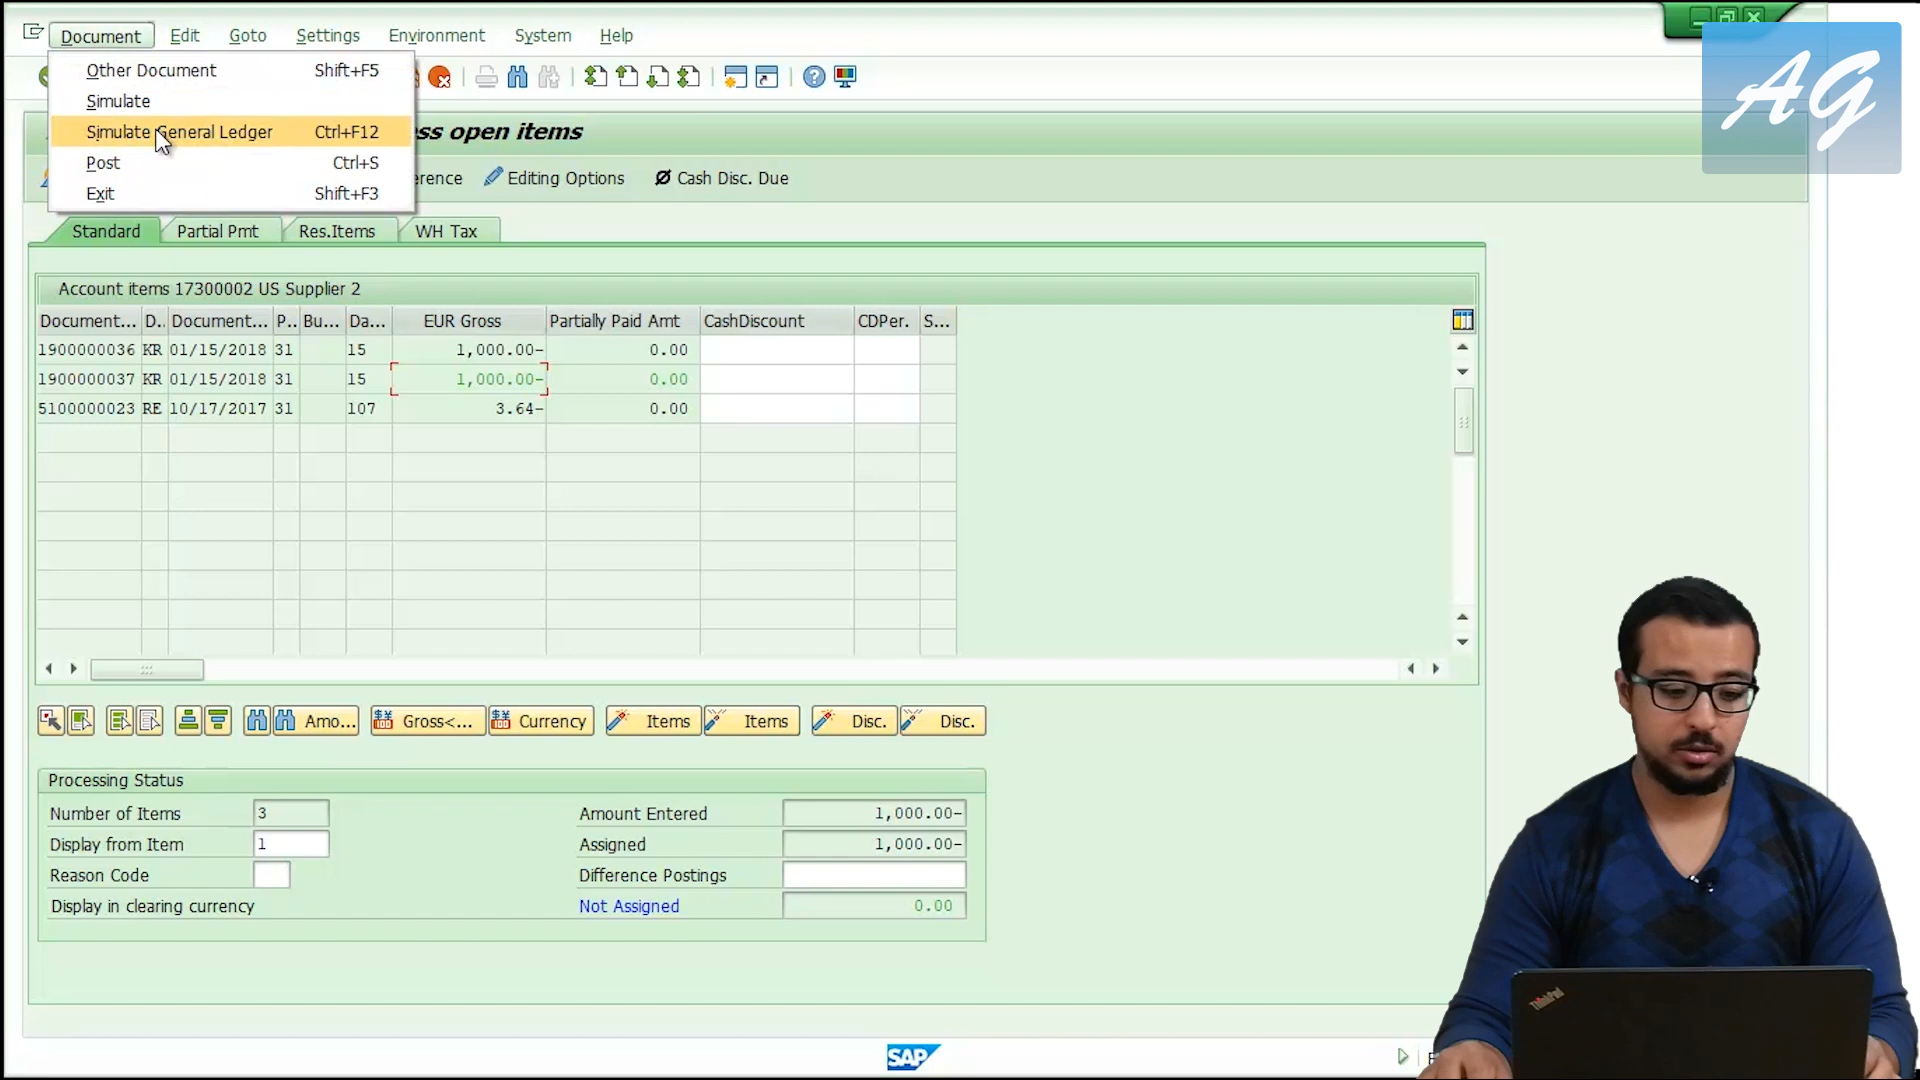 Document Edit Goto Settings Environment System Help
Other Document Shift+F5
Simulate
Simulate General Ledger Ctrl+F12
Post Ctrl+S
Exit Shift+F3
ss open items
erence Editing Options Cash Disc. Due
AG
Standard Partial Pmt Res.Items WH Tax
Account items 17300002 US Supplier 2
Document... D.. Document... P.. Bu... Da... EUR Gross Partially Paid Amt CashDiscount CDPer. S...
1900000036 KR 01/15/2018 31 15 1,000.00- 0.00
1900000037 KR 01/15/2018 31 15 1,000.00- 0.00
5100000023 RE 10/17/2017 31 107 3.64- 0.00
Amo... Gross<... Currency Items Items Disc. Disc.
Processing Status
Number of Items 3 Amount Entered 1,000.00-
Display from Item 1 Assigned 1,000.00-
Reason Code Difference Postings
Display in clearing currency Not Assigned 0.00
SAP
ThinkPad